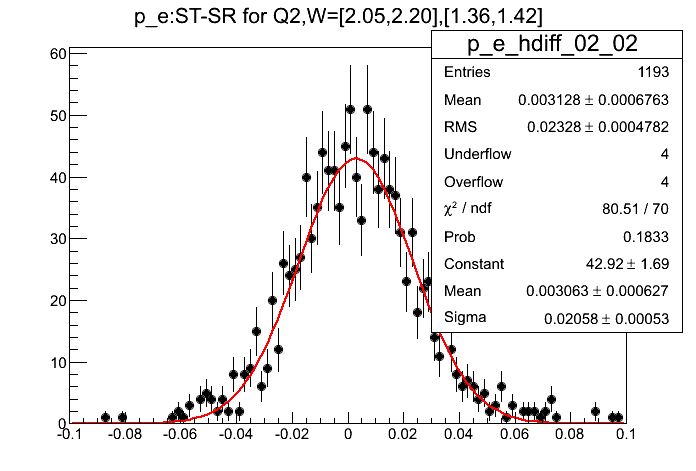 p_e:ST-SR for Q2,W=[2.05,2.20],[1.36,1.42]
p_e_hdiff_02_02
Entries 1193
Mean 0.003128 ± 0.0006763
RMS 0.02328 ± 0.0004782
Underflow 4
Overflow 4
χ² / ndf 80.51 / 70
Prob 0.1833
Constant 42.92 ± 1.69
Mean 0.003063 ± 0.000627
Sigma 0.02058 ± 0.00053
60
50
40
30
20
10
0
-0.1 -0.08 -0.06 -0.04 -0.02 0 0.02 0.04 0.06 0.08 0.1